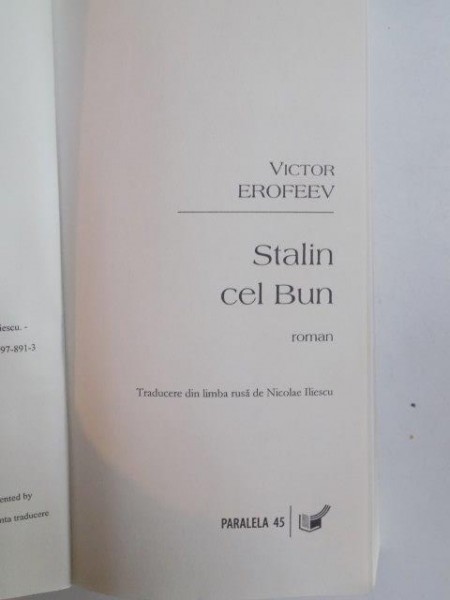 iescu. -
97-891-3
ented by
nta traducere
VICTOR
EROFEEV
Stalin
cel Bun
roman
Traducere din limba rusă de Nicolae Iliescu
PARALELA 45